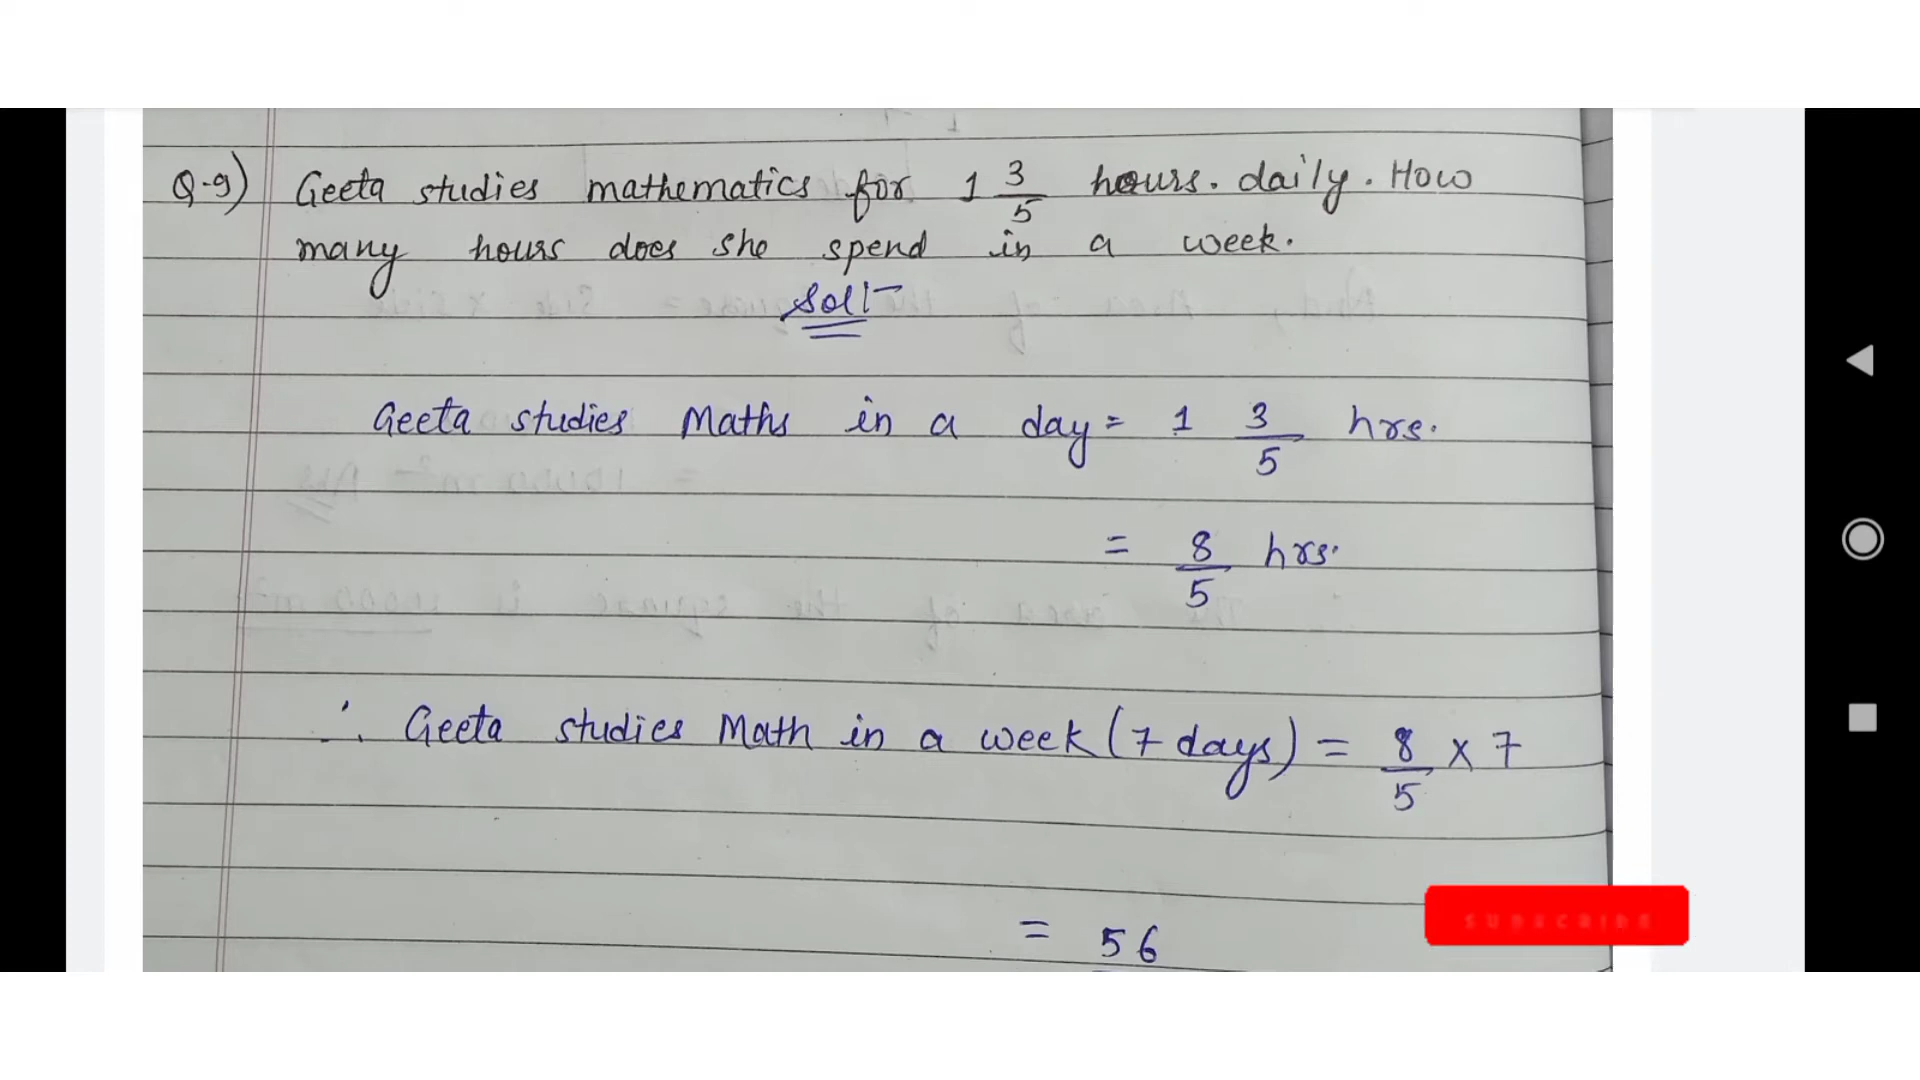 Q-9) Geeta studies mathematics for 1 3/5 hours. daily. How
many hours does she spend in a week.
Sol:-
Geeta studies Maths in a day = 1 3/5 hrs.
= 8/5 hrs.
∴ Geeta studies Math in a week (7 days) = 8/5 x 7
= 56
SUBSCRIBE